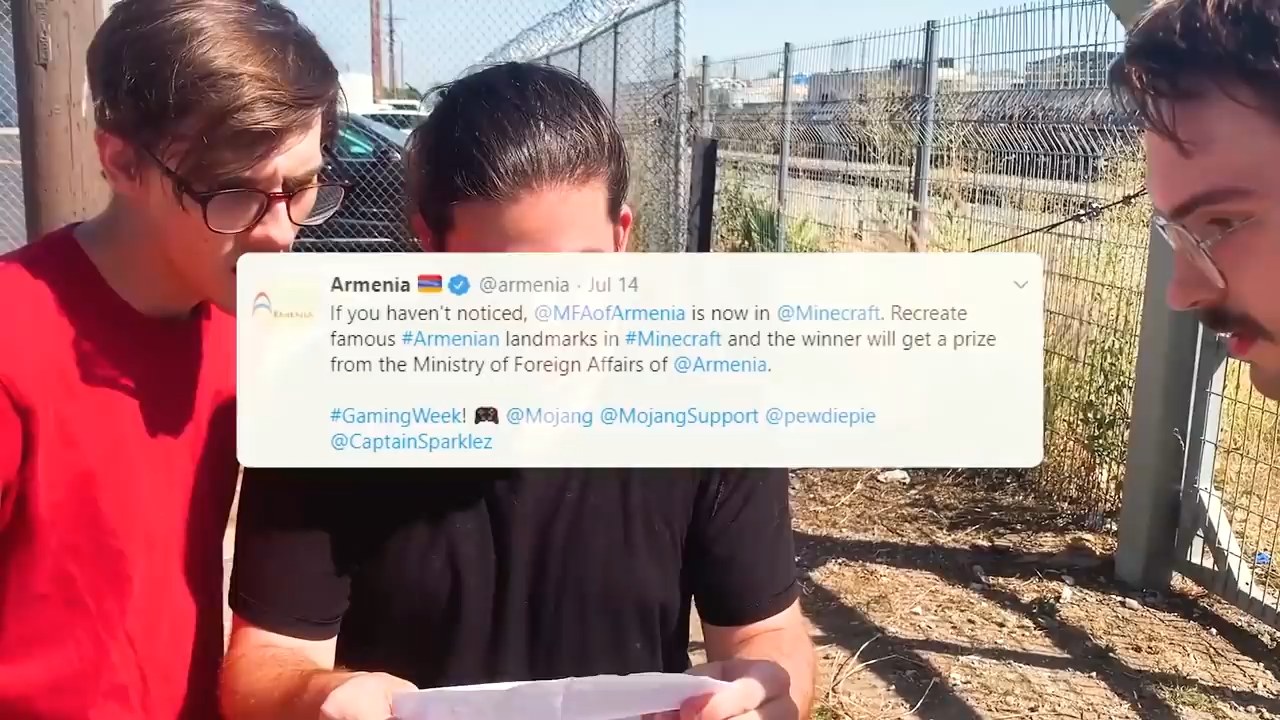 Armenia 🇦🇲 @armenia · Jul 14
If you haven't noticed, @MFAofArmenia is now in @Minecraft. Recreate
famous #Armenian landmarks in #Minecraft and the winner will get a prize
from the Ministry of Foreign Affairs of @Armenia.
#GamingWeek! 🎮 @Mojang @MojangSupport @pewdiepie
@CaptainSparklez